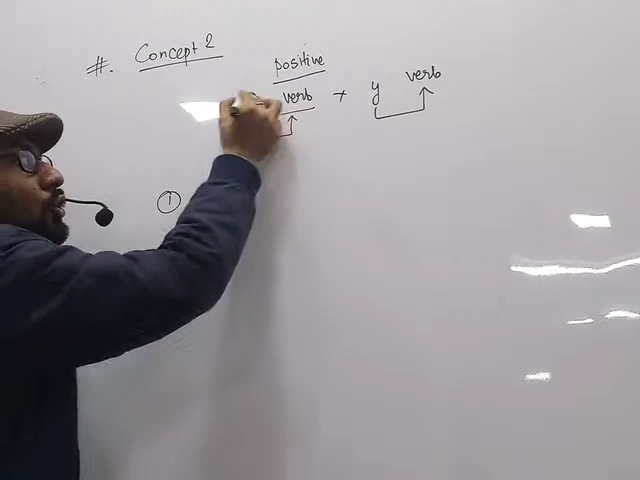 #. Concept 2
positive
verb + y verb
①